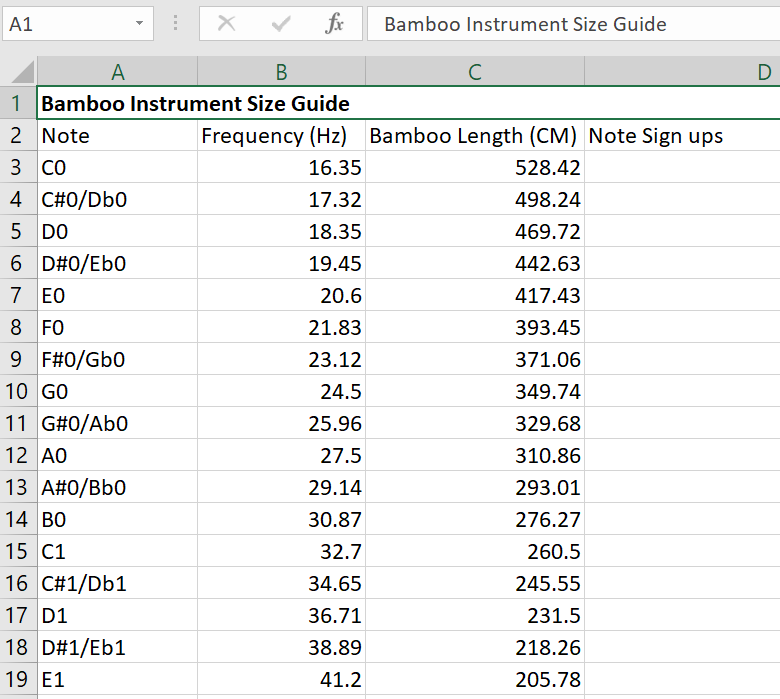 A1 fx Bamboo Instrument Size Guide
A B C D
1 Bamboo Instrument Size Guide
2 Note Frequency (Hz) Bamboo Length (CM) Note Sign ups
3 C0 16.35 528.42
4 C#0/Db0 17.32 498.24
5 D0 18.35 469.72
6 D#0/Eb0 19.45 442.63
7 E0 20.6 417.43
8 F0 21.83 393.45
9 F#0/Gb0 23.12 371.06
10 G0 24.5 349.74
11 G#0/Ab0 25.96 329.68
12 A0 27.5 310.86
13 A#0/Bb0 29.14 293.01
14 B0 30.87 276.27
15 C1 32.7 260.5
16 C#1/Db1 34.65 245.55
17 D1 36.71 231.5
18 D#1/Eb1 38.89 218.26
19 E1 41.2 205.78